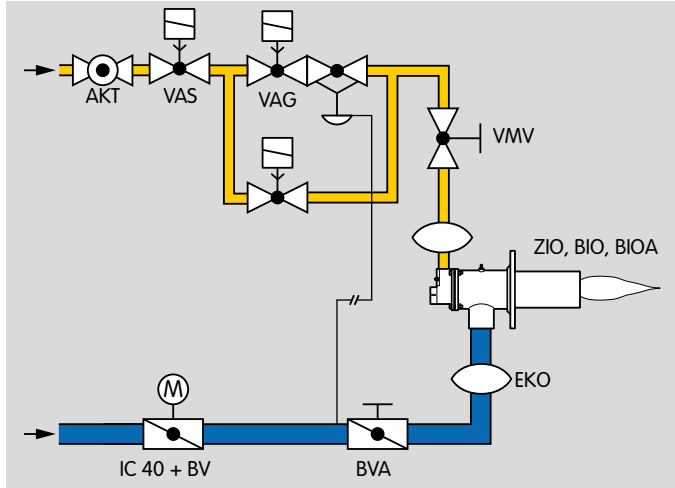 AKT
VAS
VAG
VMV
ZIO, BIO, BIOA
M
EKO
IC 40 + BV
BVA